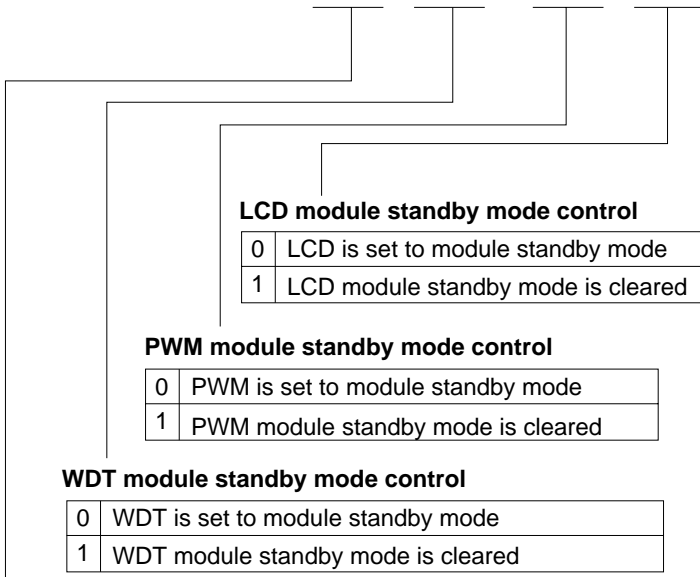 LCD module standby mode control
0 LCD is set to module standby mode
1 LCD module standby mode is cleared
PWM module standby mode control
0 PWM is set to module standby mode
1 PWM module standby mode is cleared
WDT module standby mode control
0 WDT is set to module standby mode
1 WDT module standby mode is cleared